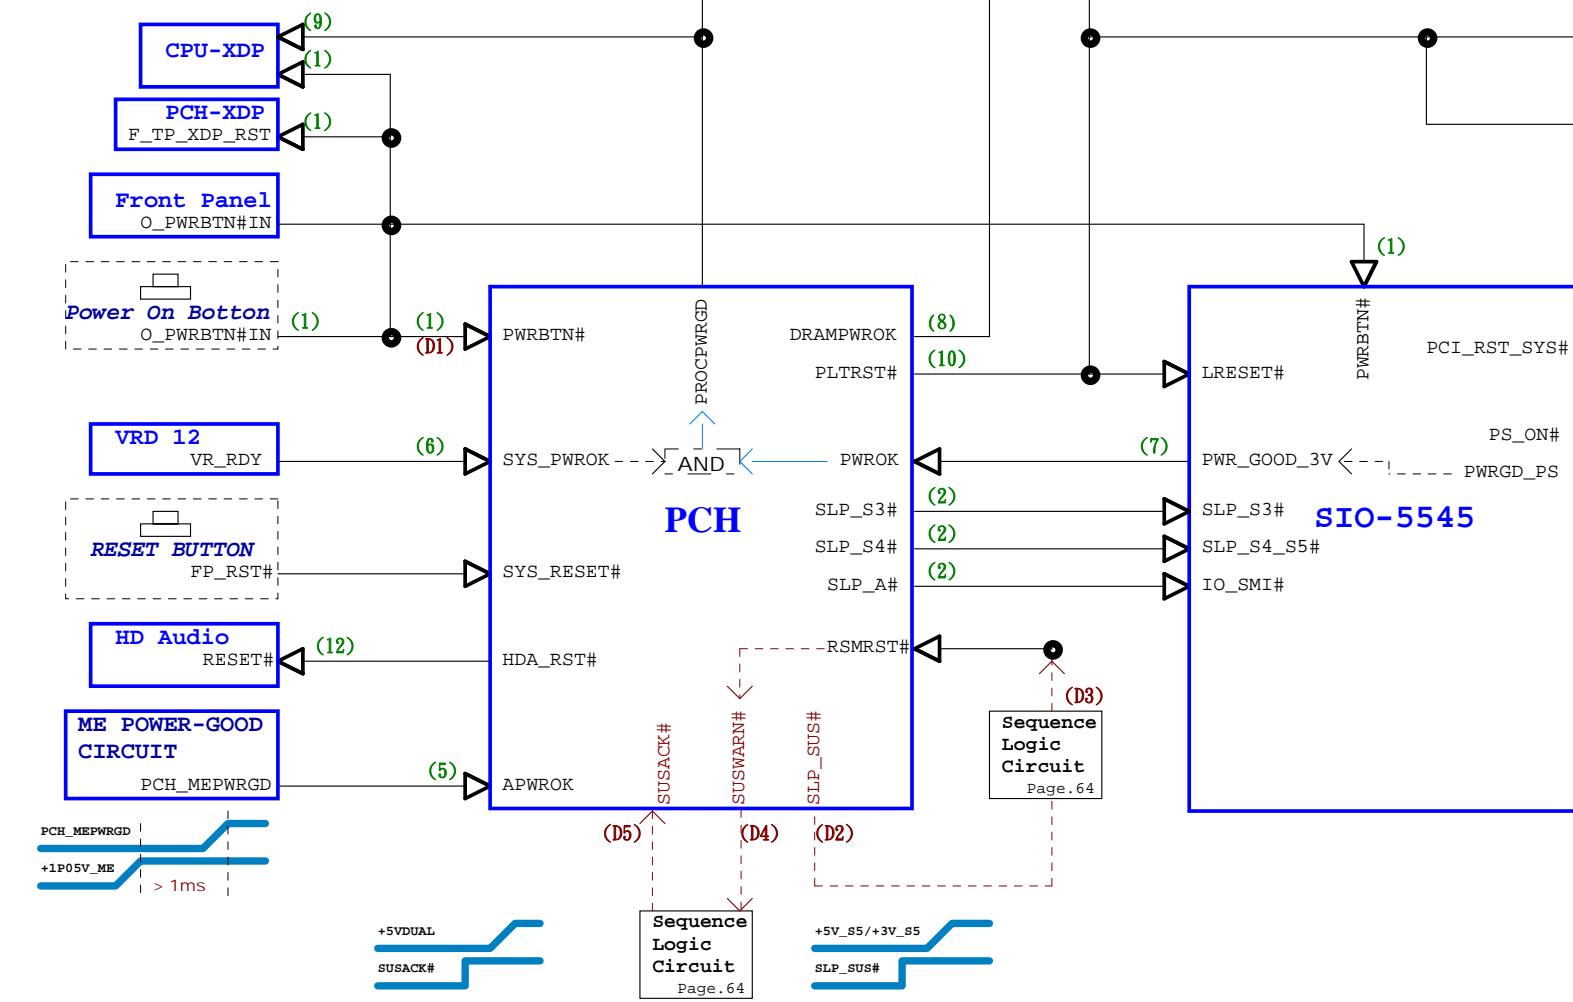 (9)
CPU-XDP
(1)
PCH-XDP
F_TP_XDP_RST
(1)
Front Panel
O_PWRBTN#IN
(1)
Power On Botton
O_PWRBTN#IN
(1)
(1)
(D1)
PWRBTN#
PROCPWRGD
DRAMPWROK
(8)
PLTRST#
(10)
LRESET#
PWRBTN#
PCI_RST_SYS#
VRD 12
VR_RDY
(6)
SYS_PWROK
AND
PWROK
(7)
PWR_GOOD_3V
PS_ON#
PWRGD_PS
PCH
SLP_S3#
(2)
SLP_S3#
SIO-5545
RESET BUTTON
FP_RST#
SYS_RESET#
SLP_S4#
(2)
SLP_S4_S5#
SLP_A#
(2)
IO_SMI#
HD Audio
RESET#
(12)
HDA_RST#
RSMRST#
(D3)
ME POWER-GOOD
CIRCUIT
PCH_MEPWRGD
(5)
APWROK
SUSACK#
SUSWARN#
SLP_SUS#
Sequence
Logic
Circuit
Page.64
(D5)
(D4)
(D2)
PCH_MEPWRGD
+1P05V_ME
> 1ms
+5VDUAL
SUSACK#
Sequence
Logic
Circuit
Page.64
+5V_S5/+3V_S5
SLP_SUS#